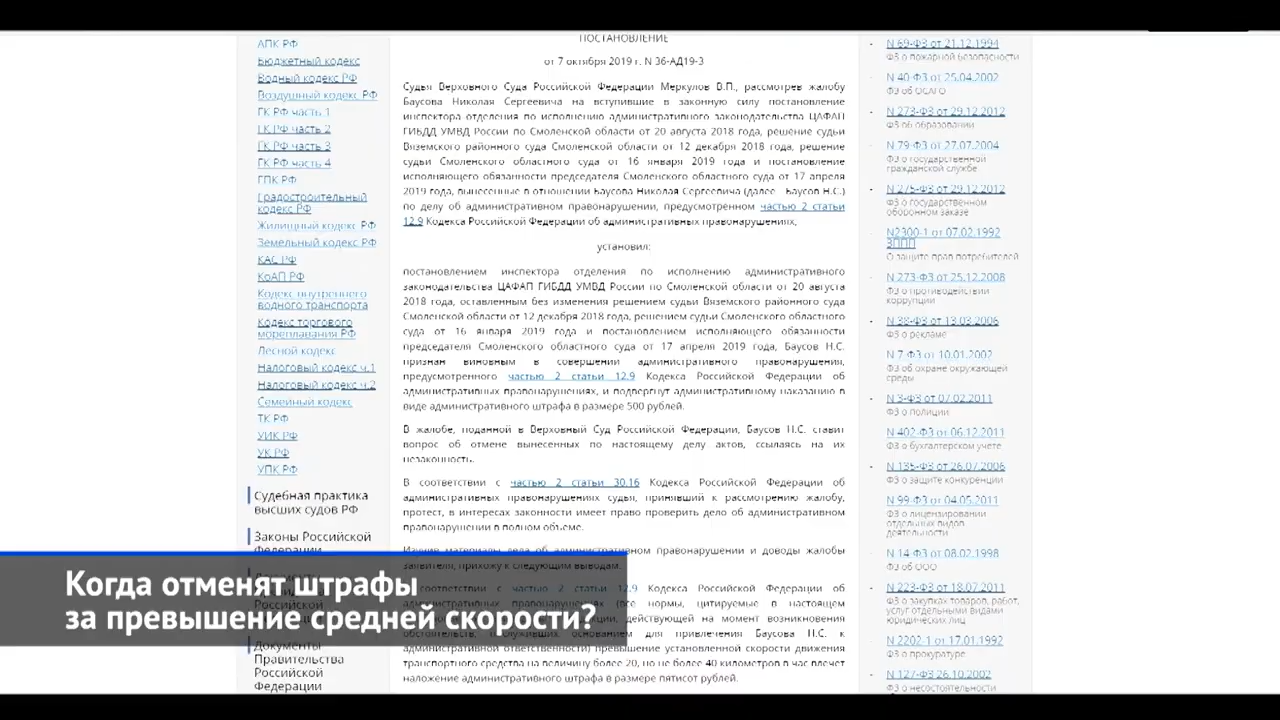 АПК РФ
Бюджетный кодекс
Водный кодекс РФ
Воздушный кодекс РФ
ГК РФ часть 1
ГК РФ часть 2
ГК РФ часть 3
ГК РФ часть 4
ГПК РФ
Градостроительный
кодекс РФ
Жилищный кодекс РФ
Земельный кодекс РФ
КАС РФ
КоАП РФ
Кодекс внутреннего
водного транспорта
Кодекс торгового
мореплавания РФ
Лесной кодекс
Налоговый кодекс ч.1
Налоговый кодекс ч.2
Семейный кодекс
ТК РФ
УИК РФ
УК РФ
УПК РФ
Судебная практика
высших судов РФ
Законы Российской
Федерации
Документы
Российской
Документы
Правительства
Российской
Федерации
ПОСТАНОВЛЕНИЕ
от 7 октября 2019 г. N 36-АД19-3
Судья Верховного Суда Российской Федерации Меркулов В.П., рассмотрев жалобу
Баусова Николая Сергеевича на вступившие в законную силу постановление
инспектора отделения по исполнению административного законодательства ЦАФАП
ГИБДД УМВД России по Смоленской области от 20 августа 2018 года, решение судьи
Вяземского районного суда Смоленской области от 12 декабря 2018 года, решение
судьи Смоленского областного суда от 16 января 2019 года и постановление
исполняющего обязанности председателя Смоленского областного суда от 17 апреля
2019 года, вынесенные в отношении Баусова Николая Сергеевича (далее - Баусов Н.С.)
по делу об административном правонарушении, предусмотренном частью 2 статьи
12.9 Кодекса Российской Федерации об административных правонарушениях,
установил:
постановлением инспектора отделения по исполнению административного
законодательства ЦАФАП ГИБДД УМВД России по Смоленской области от 20 августа
2018 года, оставленным без изменения решением судьи Вяземского районного суда
Смоленской области от 12 декабря 2018 года, решением судьи Смоленского областного
суда от 16 января 2019 года и постановлением исполняющего обязанности
председателя Смоленского областного суда от 17 апреля 2019 года, Баусов Н.С.
признан виновным в совершении административного правонарушения,
предусмотренного частью 2 статьи 12.9 Кодекса Российской Федерации об
административных правонарушениях, и подвергнут административному наказанию в
виде административного штрафа в размере 500 рублей.
В жалобе, поданной в Верховный Суд Российской Федерации, Баусов Н.С. ставит
вопрос об отмене вынесенных по настоящему делу актов, ссылаясь на их
незаконность.
В соответствии с частью 2 статьи 30.16 Кодекса Российской Федерации об
административных правонарушениях судья, принявший к рассмотрению жалобу,
протест, в интересах законности имеет право проверить дело об административном
правонарушении в полном объеме.
Изучив материалы дела об административном правонарушении и доводы жалобы
заявителя, прихожу к следующим выводам.
В соответствии с частью 2 статьи 12.9 Кодекса Российской Федерации об
административных правонарушениях (все нормы, цитируемые в настоящем
действующей на момент возникновения
обстоятельств, послуживших основанием для привлечения Баусова Н.С. к
административной ответственности) превышение установленной скорости движения
транспортного средства на величину более 20, но не более 40 километров в час влечет
наложение административного штрафа в размере пятисот рублей.
N 69-ФЗ от 21.12.1994
ФЗ о пожарной безопасности
N 40-ФЗ от 25.04.2002
ФЗ об ОСАГО
N 273-ФЗ от 29.12.2012
ФЗ об образовании
N 79-ФЗ от 27.07.2004
ФЗ о государственной
гражданской службе
N 275-ФЗ от 29.12.2012
ФЗ о государственном
оборонном заказе
N2300-1 от 07.02.1992
ЗППП
О защите прав потребителей
N 273-ФЗ от 25.12.2008
ФЗ о противодействии
коррупции
N 38-ФЗ от 13.03.2006
ФЗ о рекламе
N 7-ФЗ от 10.01.2002
ФЗ об охране окружающей
среды
N 3-ФЗ от 07.02.2011
ФЗ о полиции
N 402-ФЗ от 06.12.2011
ФЗ о бухгалтерском учете
N 135-ФЗ от 26.07.2006
ФЗ о защите конкуренции
N 99-ФЗ от 04.05.2011
ФЗ о лицензировании
отдельных видов
деятельности
N 14-ФЗ от 08.02.1998
ФЗ об ООО
N 223-ФЗ от 18.07.2011
ФЗ о закупках товаров, работ,
услуг отдельными видами
юридических лиц
N 2202-1 от 17.01.1992
ФЗ о прокуратуре
N 127-ФЗ 26.10.2002
ФЗ о несостоятельности
Когда отменят штрафы
за превышение средней скорости?